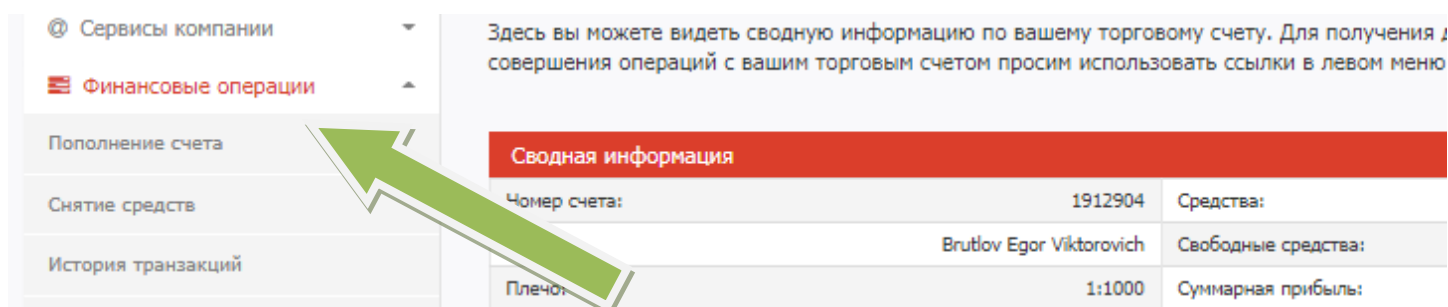 @ Сервисы компании
Финансовые операции
Пополнение счета
Снятие средств
История транзакций
Здесь вы можете видеть сводную информацию по вашему торговому счету. Для получения
совершения операций с вашим торговым счетом просим использовать ссылки в левом меню
Сводная информация
Номер счета: 1912904 Средства:
Brutlov Egor Viktorovich Свободные средства:
Плечо: 1:1000 Суммарная прибыль: